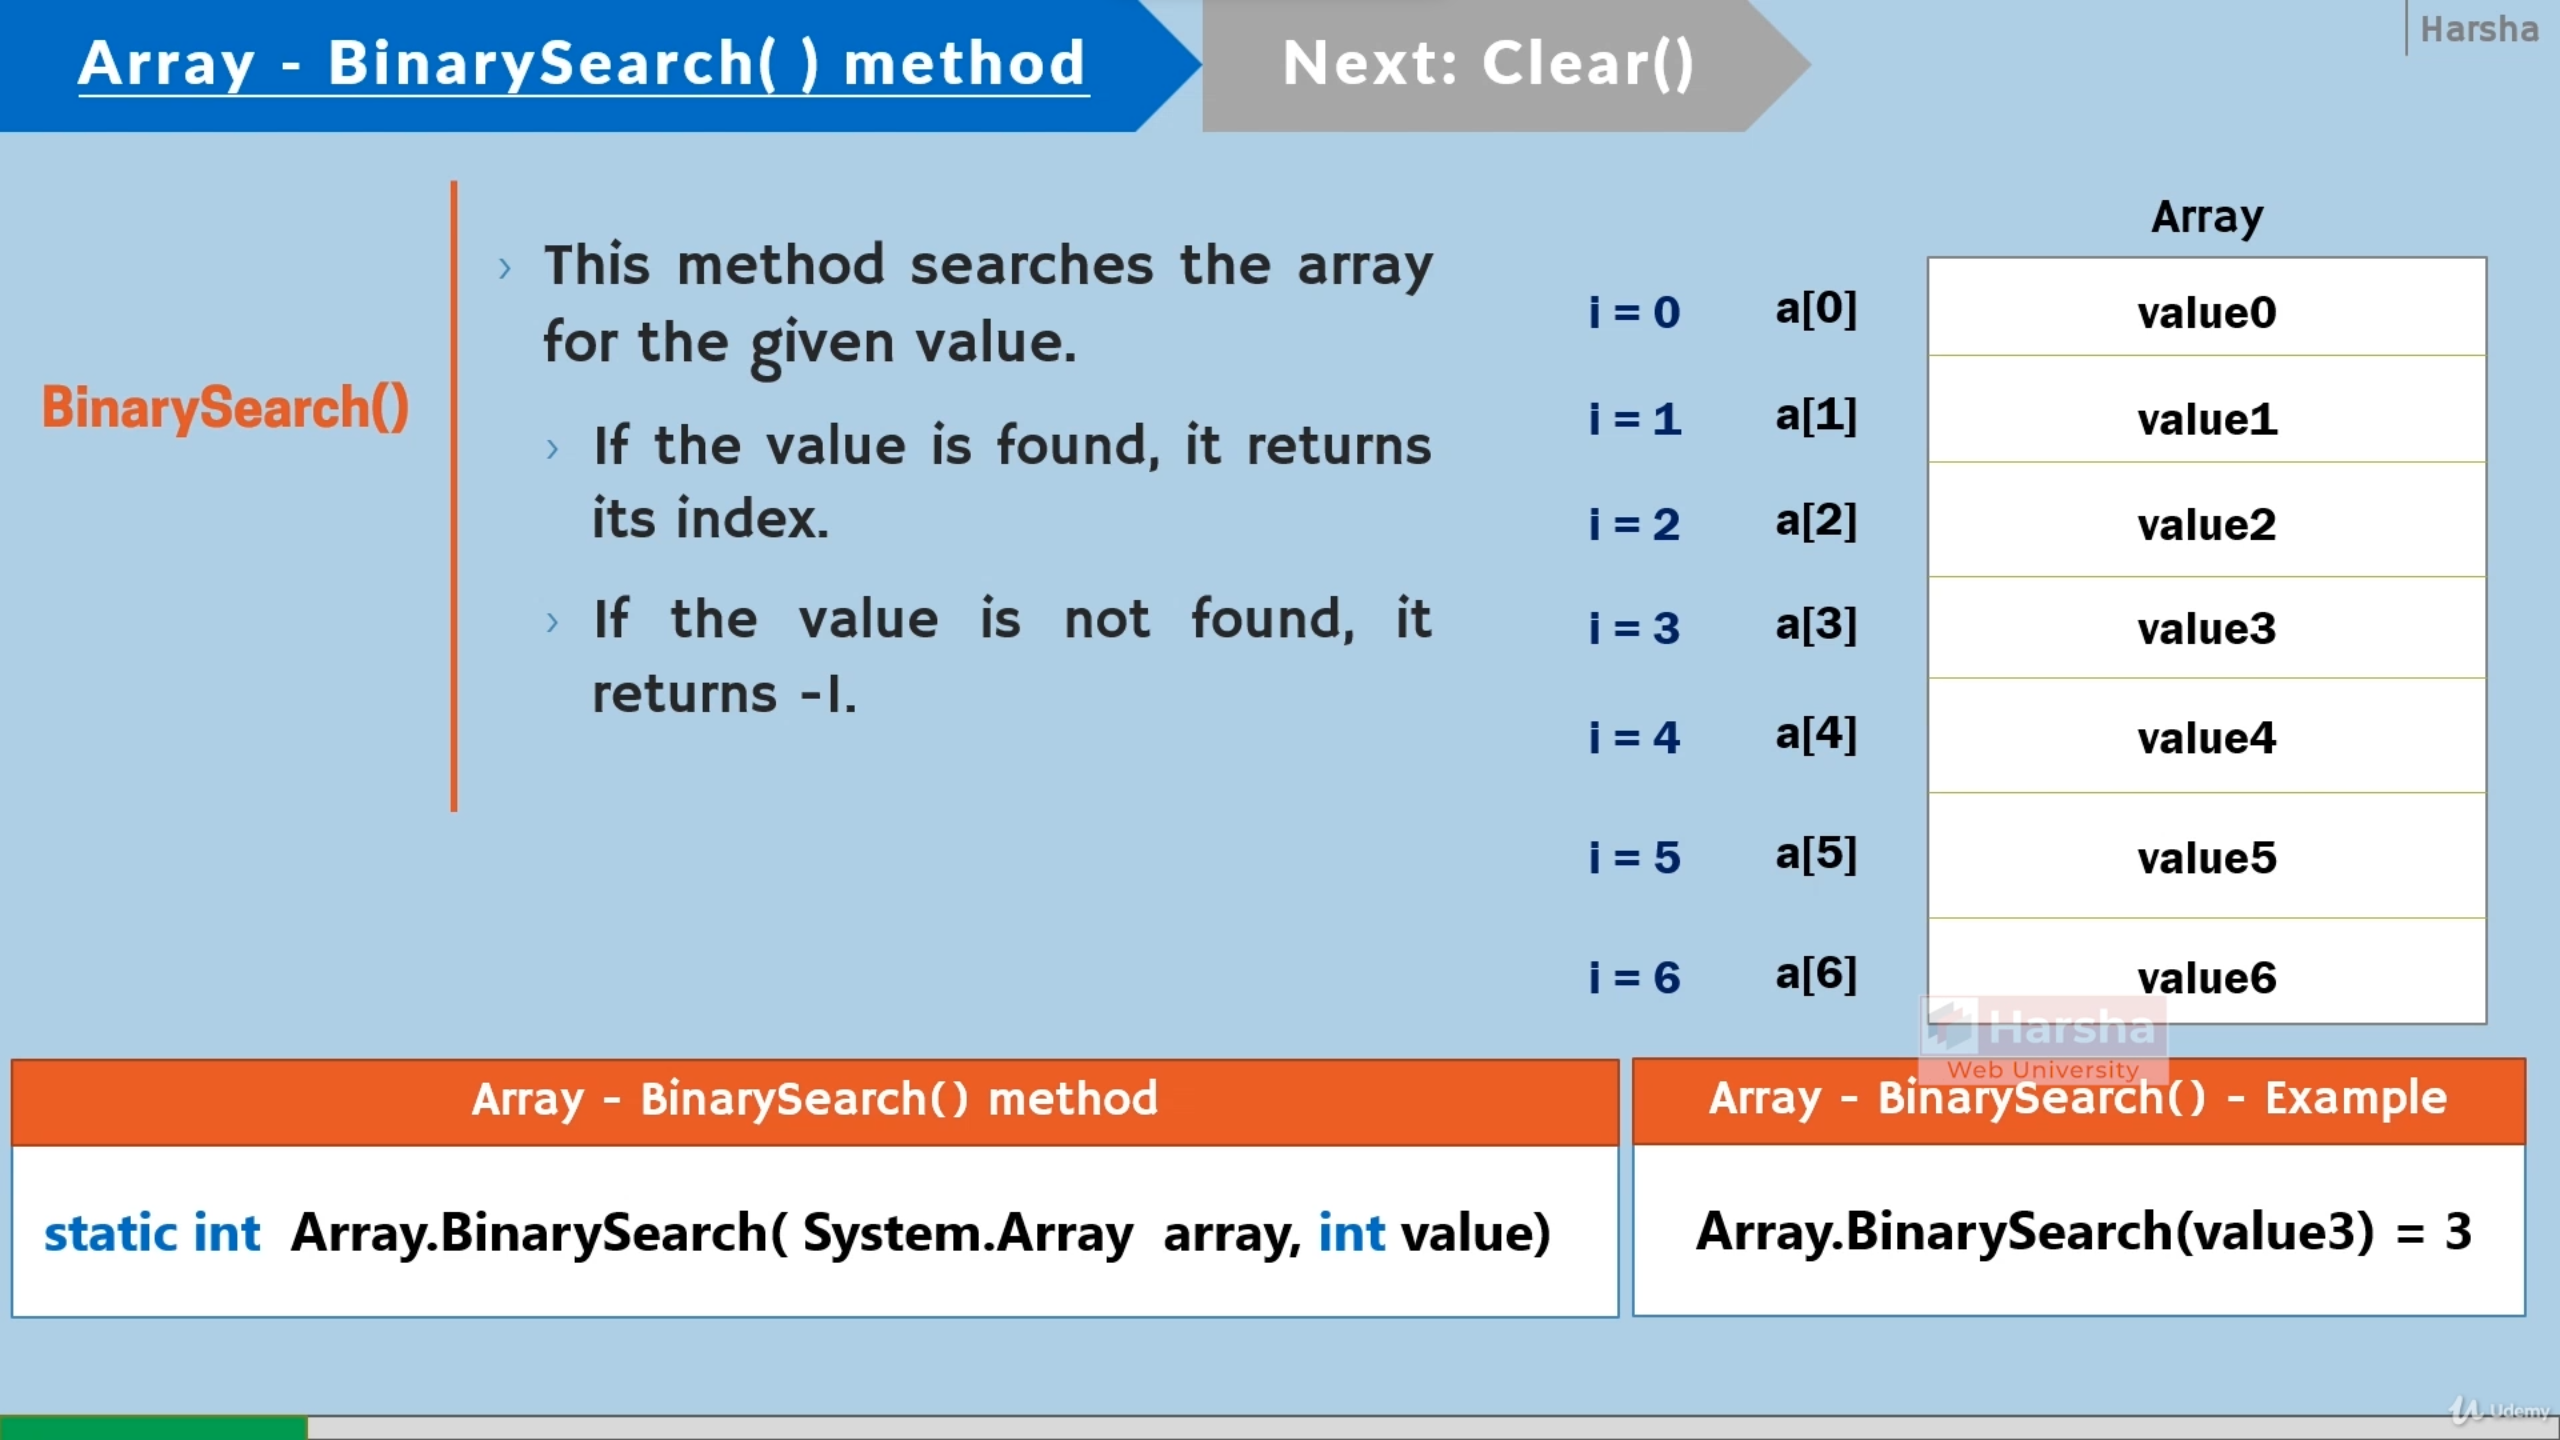 Array - BinarySearch( ) method
Next: Clear()
Harsha
BinarySearch()
› This method searches the array
for the given value.
› If the value is found, it returns
its index.
› If the value is not found, it
returns -1.
Array
i = 0 a[0] value0
i = 1 a[1] value1
i = 2 a[2] value2
i = 3 a[3] value3
i = 4 a[4] value4
i = 5 a[5] value5
i = 6 a[6] value6
Harsha
Web University
Array - BinarySearch() method
static int Array.BinarySearch( System.Array array, int value)
Array - BinarySearch() - Example
Array.BinarySearch(value3) = 3
Udemy